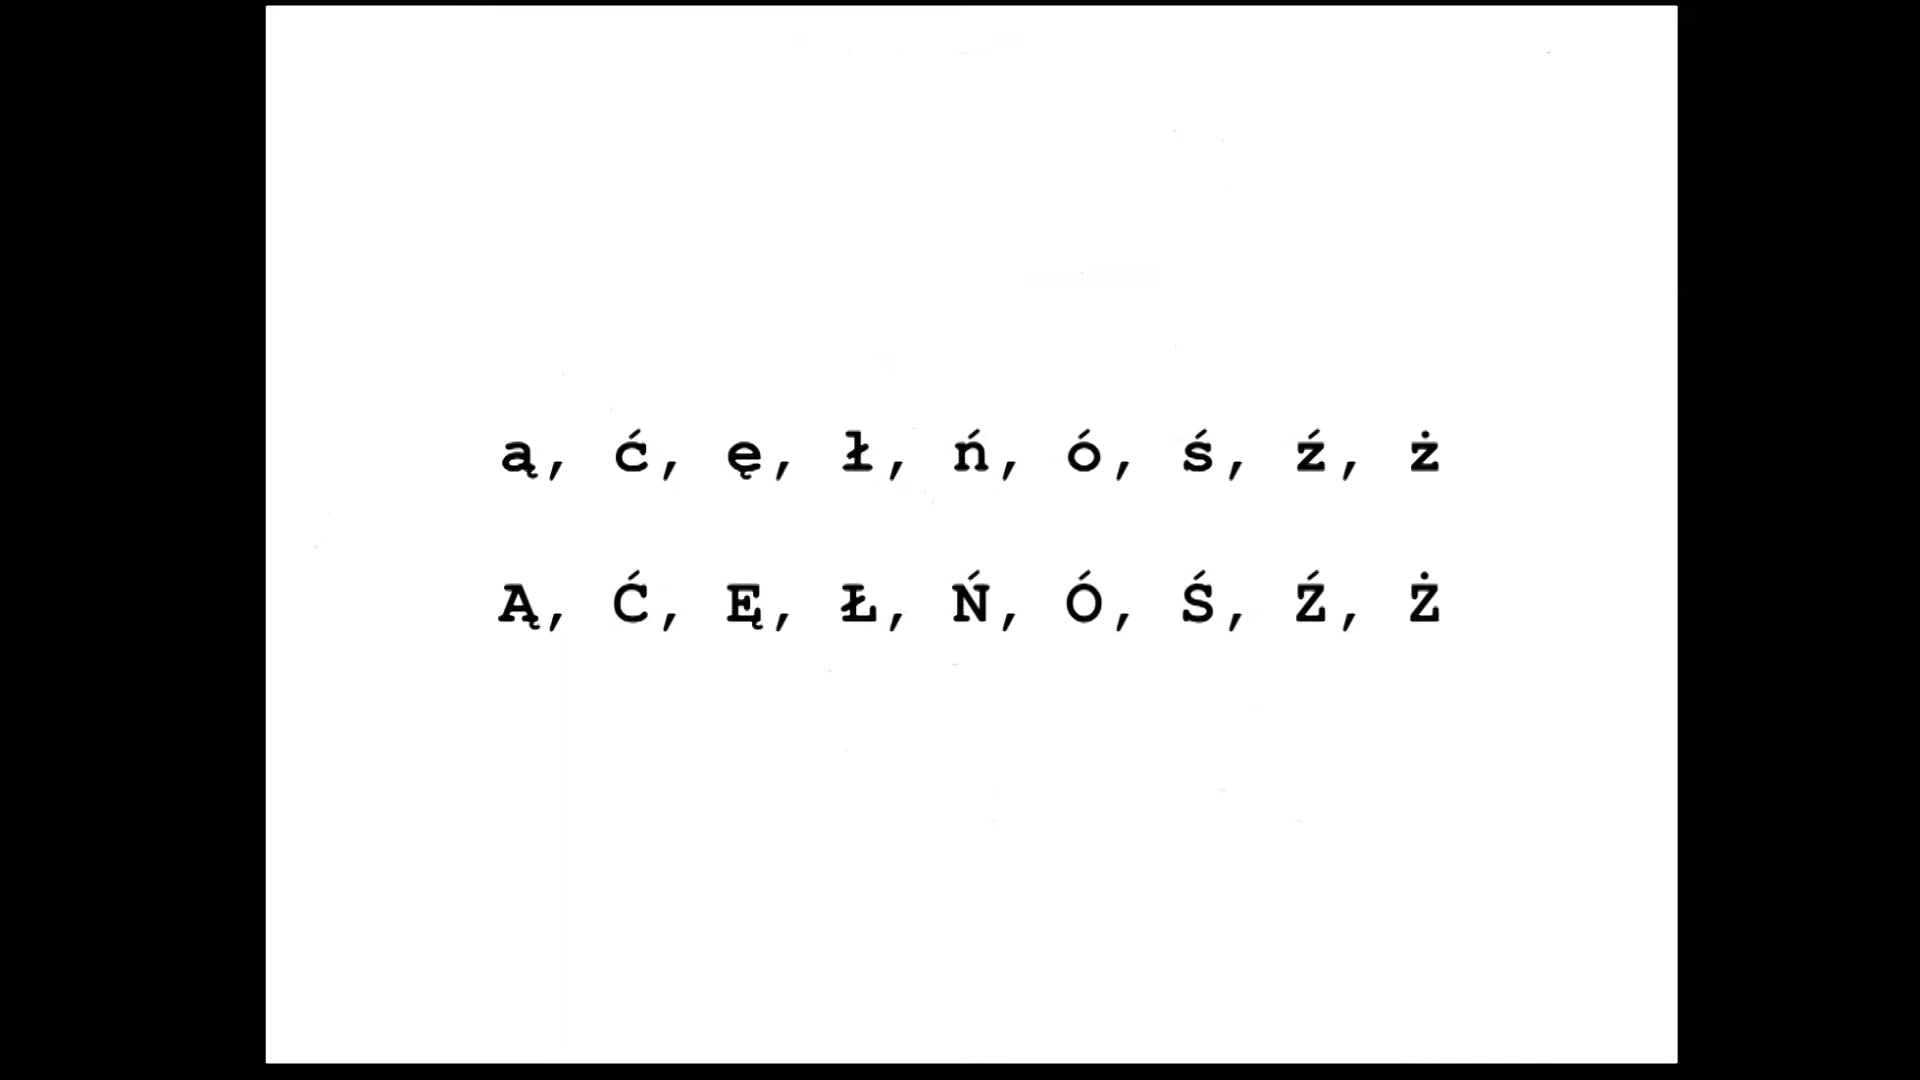 ą, ć, ę, ł, ń, ó, ś, ź, ż
Ą, Ć, Ę, Ł, Ń, Ó, Ś, Ź, Ż